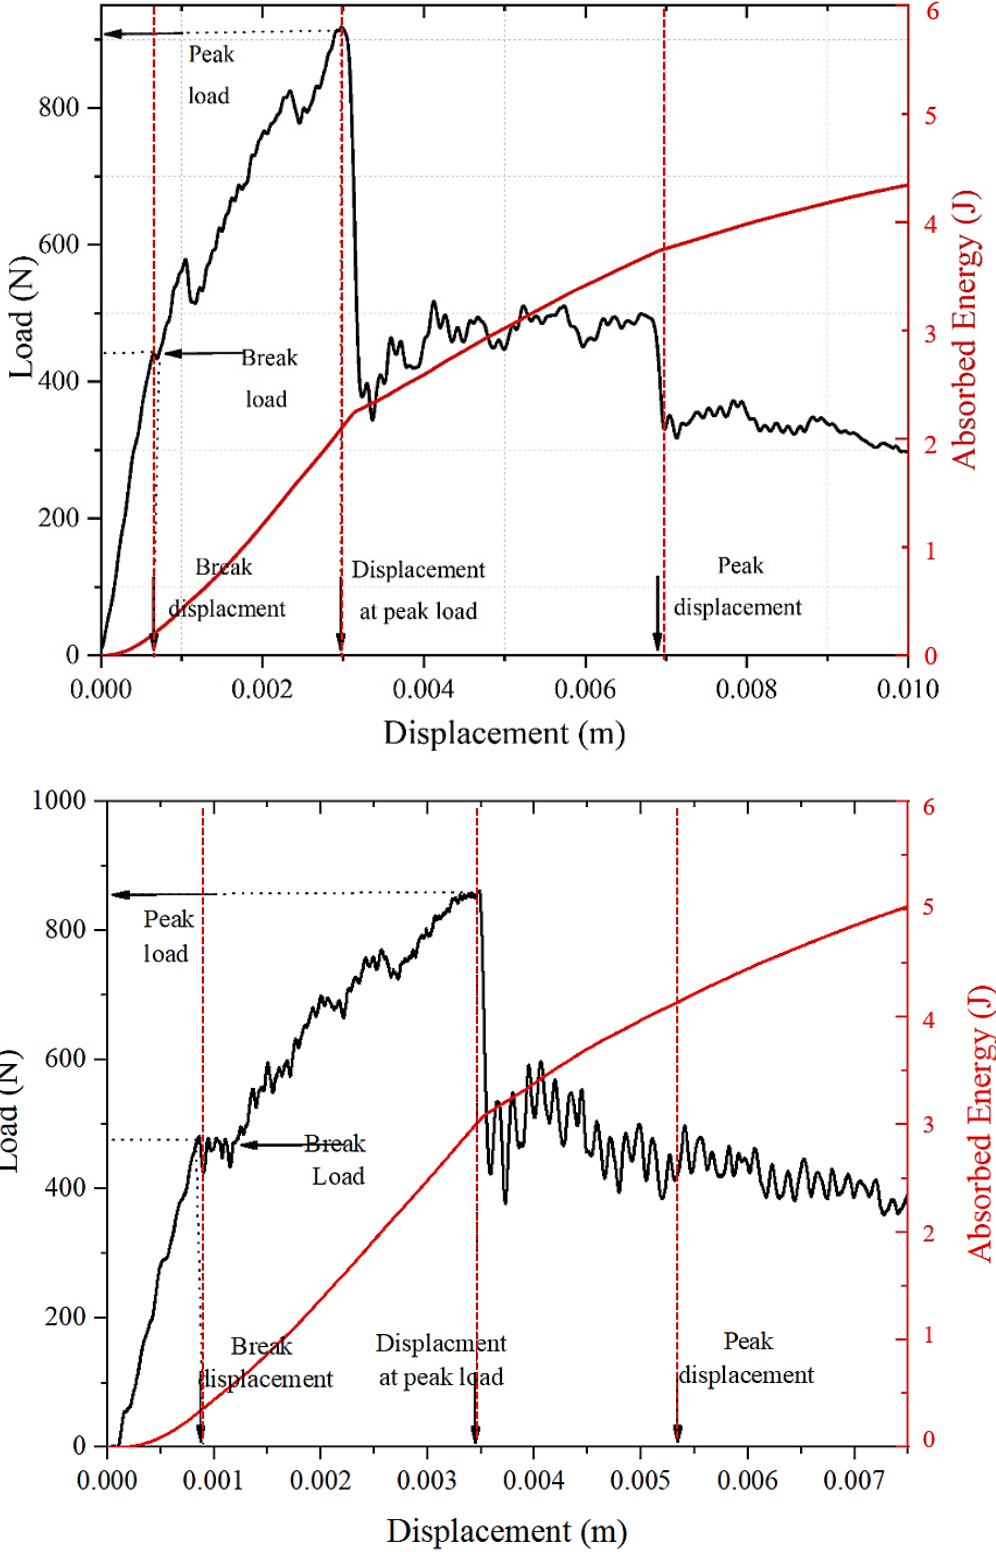 6
Peak
load
800
5
Absorbed Energy (J)
4
600
Load (N)
3
Break
load
400
2
200
1
Break
displacment
Displacement
at peak load
Peak
displacement
0
0
0.000
0.002
0.004
0.006
0.008
0.010
Displacement (m)
1000
6
Peak
load
800
5
Absorbed Energy (J)
4
600
Load (N)
3
Break
Load
400
2
200
1
Break
displacement
Displacment
at peak load
Peak
displacement
0
0
0.000
0.001
0.002
0.003
0.004
0.005
0.006
0.007
Displacement (m)